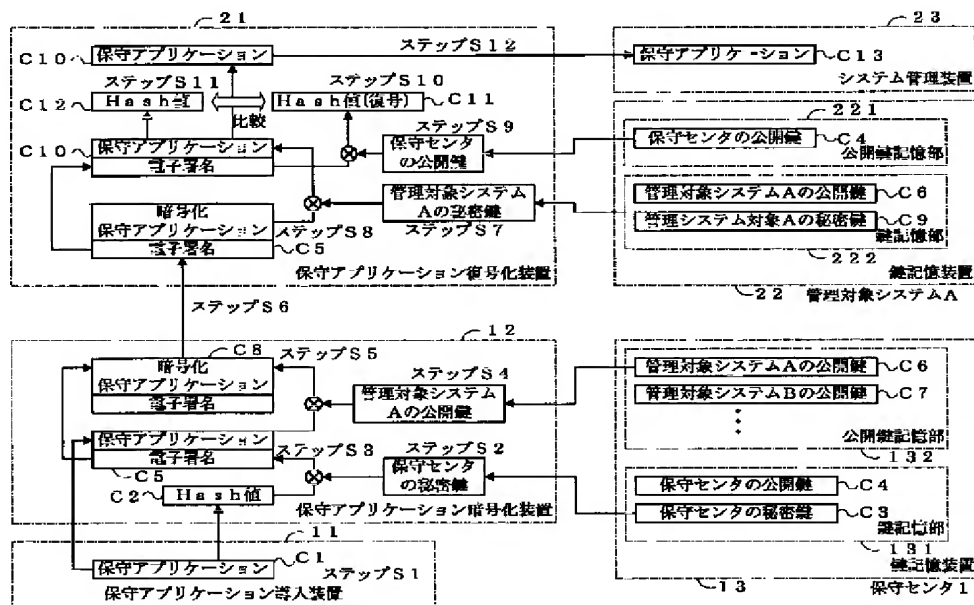 21
23
C10
保守アプリケーション
ステップS12
保守アプリケーション
C13
システム管理装置
ステップS11
ステップS10
C12
Hash値
Hash値(復号)
C11
比較
221
ステップS9
保守センタの公開鍵
C4
公開鍵記憶部
C10
保守アプリケーション
電子署名
保守センタ
の公開鍵
管理対象システム
Aの秘密鍵
ステップS7
管理対象システムAの公開鍵
C6
管理システム対象Aの秘密鍵
C9
鍵記憶部
222
鍵記憶装置
暗号化
保守アプリケーション
電子署名
ステップS8
C5
保守アプリケーション復号化装置
22
管理対象システムA
ステップS6
12
C8
ステップS5
暗号化
保守アプリケーション
電子署名
ステップS4
管理対象システム
Aの公開鍵
管理対象システムAの公開鍵
C6
管理対象システムBの公開鍵
C7
公開鍵記憶部
132
保守アプリケーション
電子署名
C5
ステップS3
ステップS2
保守センタ
の秘密鍵
C2
Hash値
保守アプリケーション暗号化装置
保守センタの公開鍵
C4
保守センタの秘密鍵
C3
鍵記憶部
131
鍵記憶装置
11
C1
保守アプリケーション
ステップS1
保守アプリケーション導入装置
13
保守センタ1